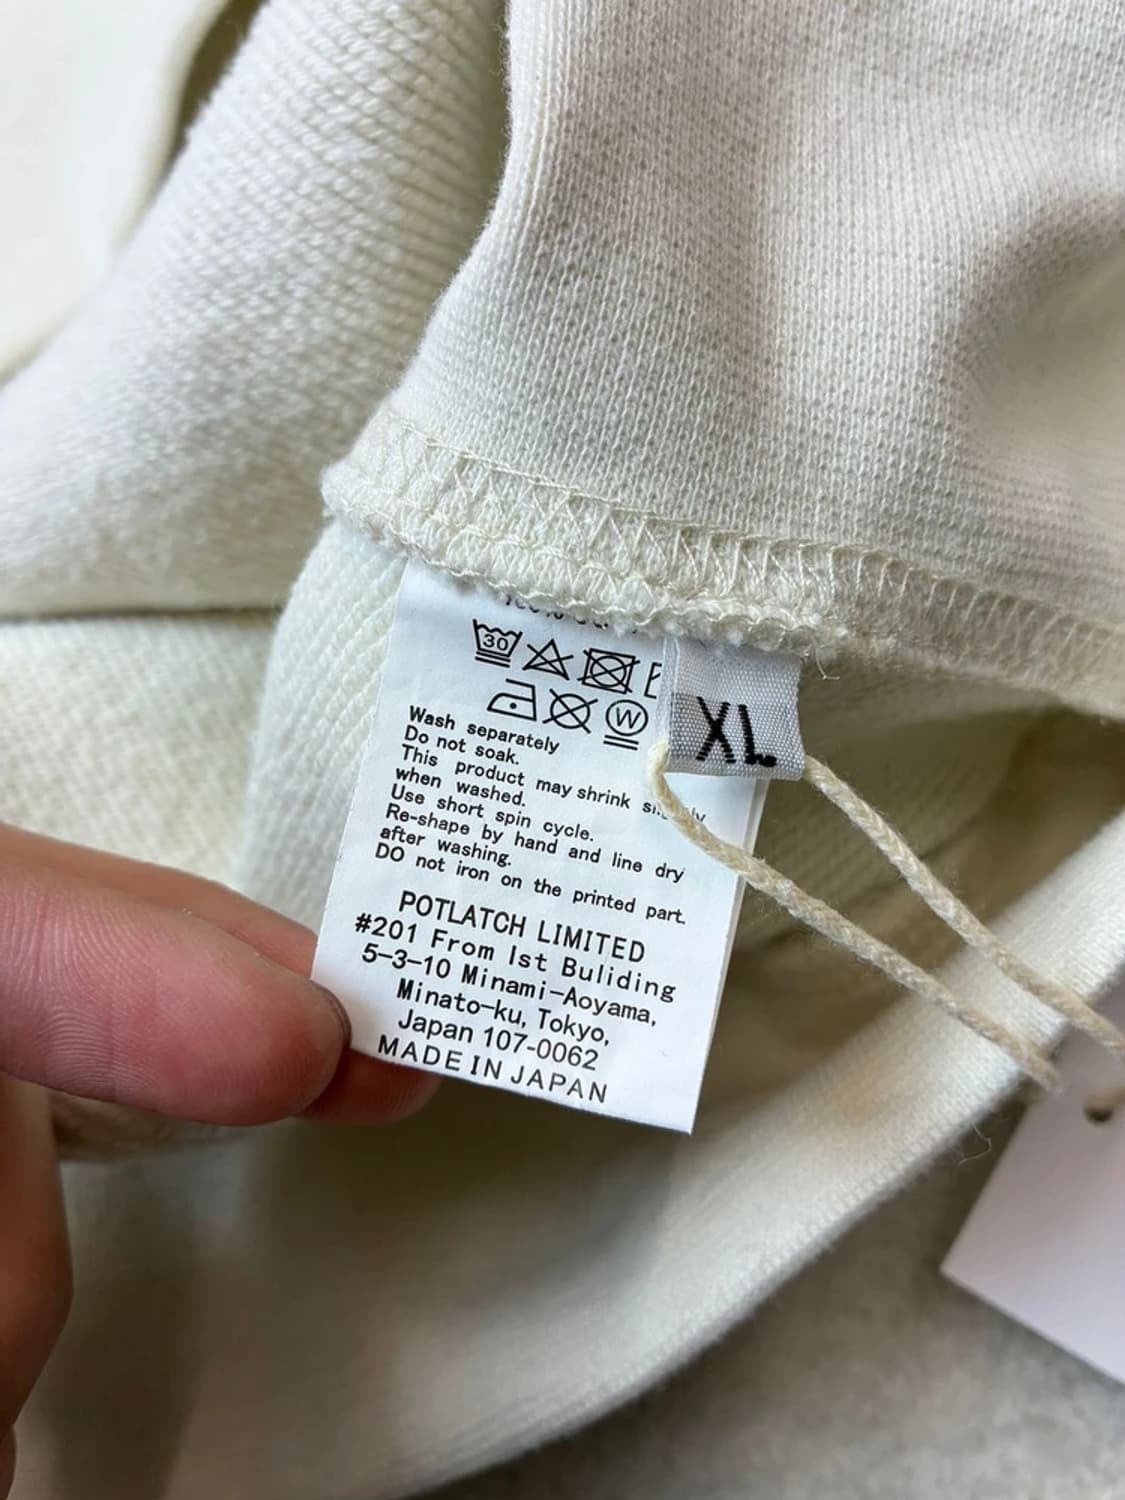 30
W
XL
Wash separately
Do not soak.
This product may shrink
when washed.
Use short spin cycle.
Re-shape by hand and line dry
after washing.
DO not iron on the printed part.
POTLATCH LIMITED
#201 From 1st Buliding
5-3-10 Minami-Aoyama,
Minato-ku, Tokyo,
Japan 107-0062
MADE IN JAPAN